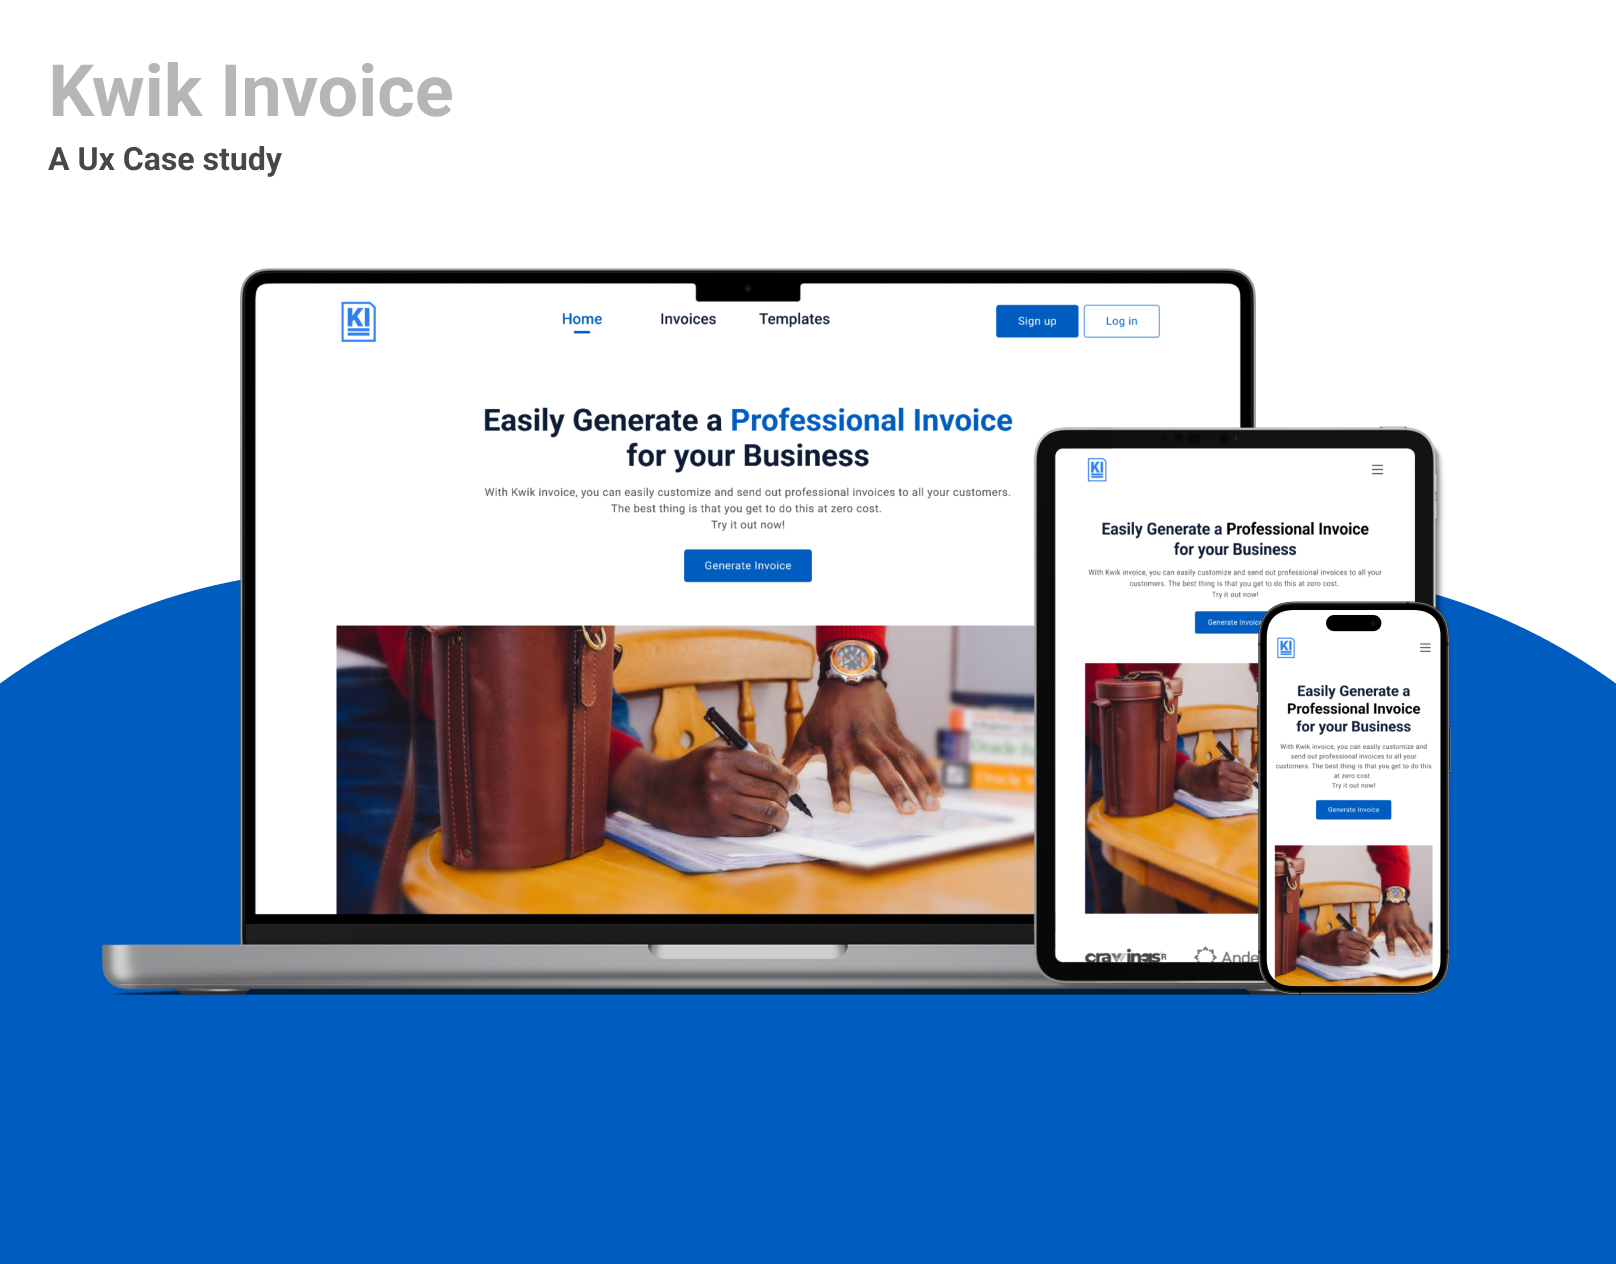 Kwik Invoice
A Ux Case study
KI
Home
Invoices
Templates
Sign up
Log in
Easily Generate a Professional Invoice
for your Business
With Kwik invoice, you can easily customize and send out professional invoices to all your customers.
The best thing is that you get to do this at zero cost.
Try it out now!
Generate Invoice
KI
Easily Generate a Professional Invoice
for your Business
With Kwik invoice, you can easily customize and send out professional invoices to all your
customers. The best thing is that you get to do this at zero cost.
Try it out now!
Generate Invoice
Ande
KI
Easily Generate a
Professional Invoice
for your Business
With Kwik invoice, you can easily customize and
send out professional invoices to all your
customers. The best thing is that you get to do this
at zero cost.
Try it out now!
Generate Invoice